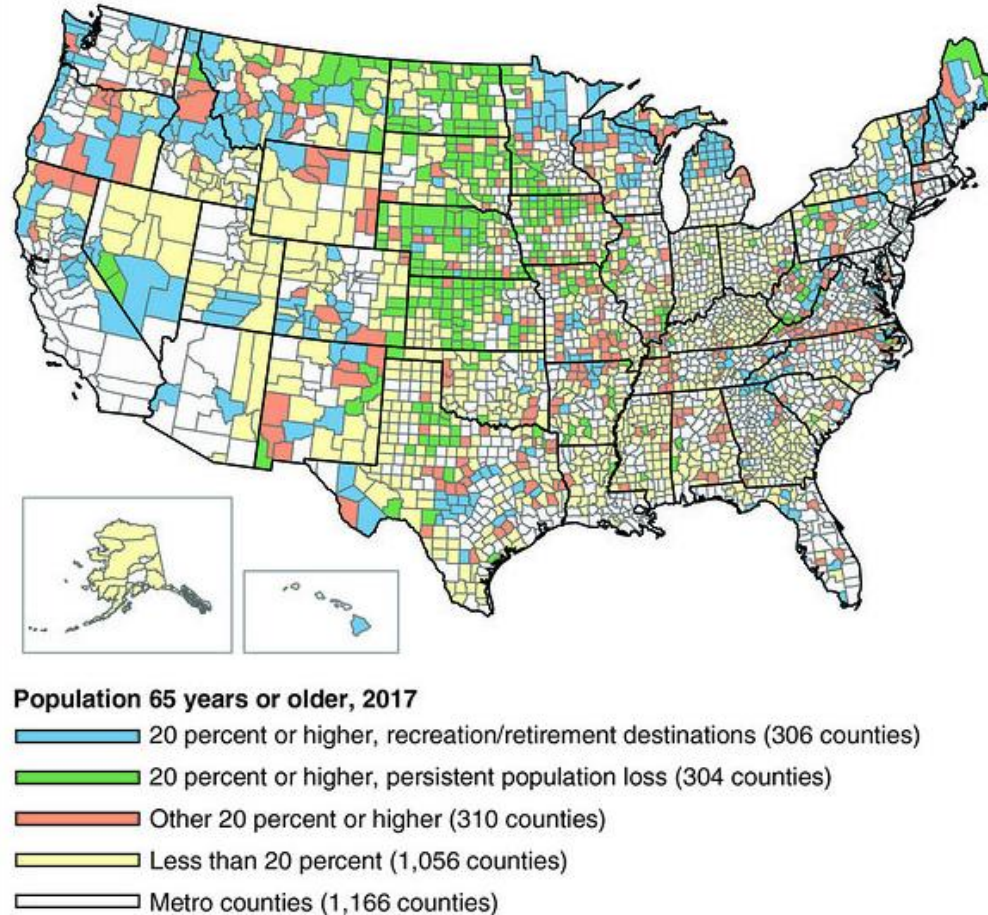 Population 65 years or older, 2017
20 percent or higher, recreation/retirement destinations (306 counties)
20 percent or higher, persistent population loss (304 counties)
Other 20 percent or higher (310 counties)
Less than 20 percent (1,056 counties)
Metro counties (1,166 counties)